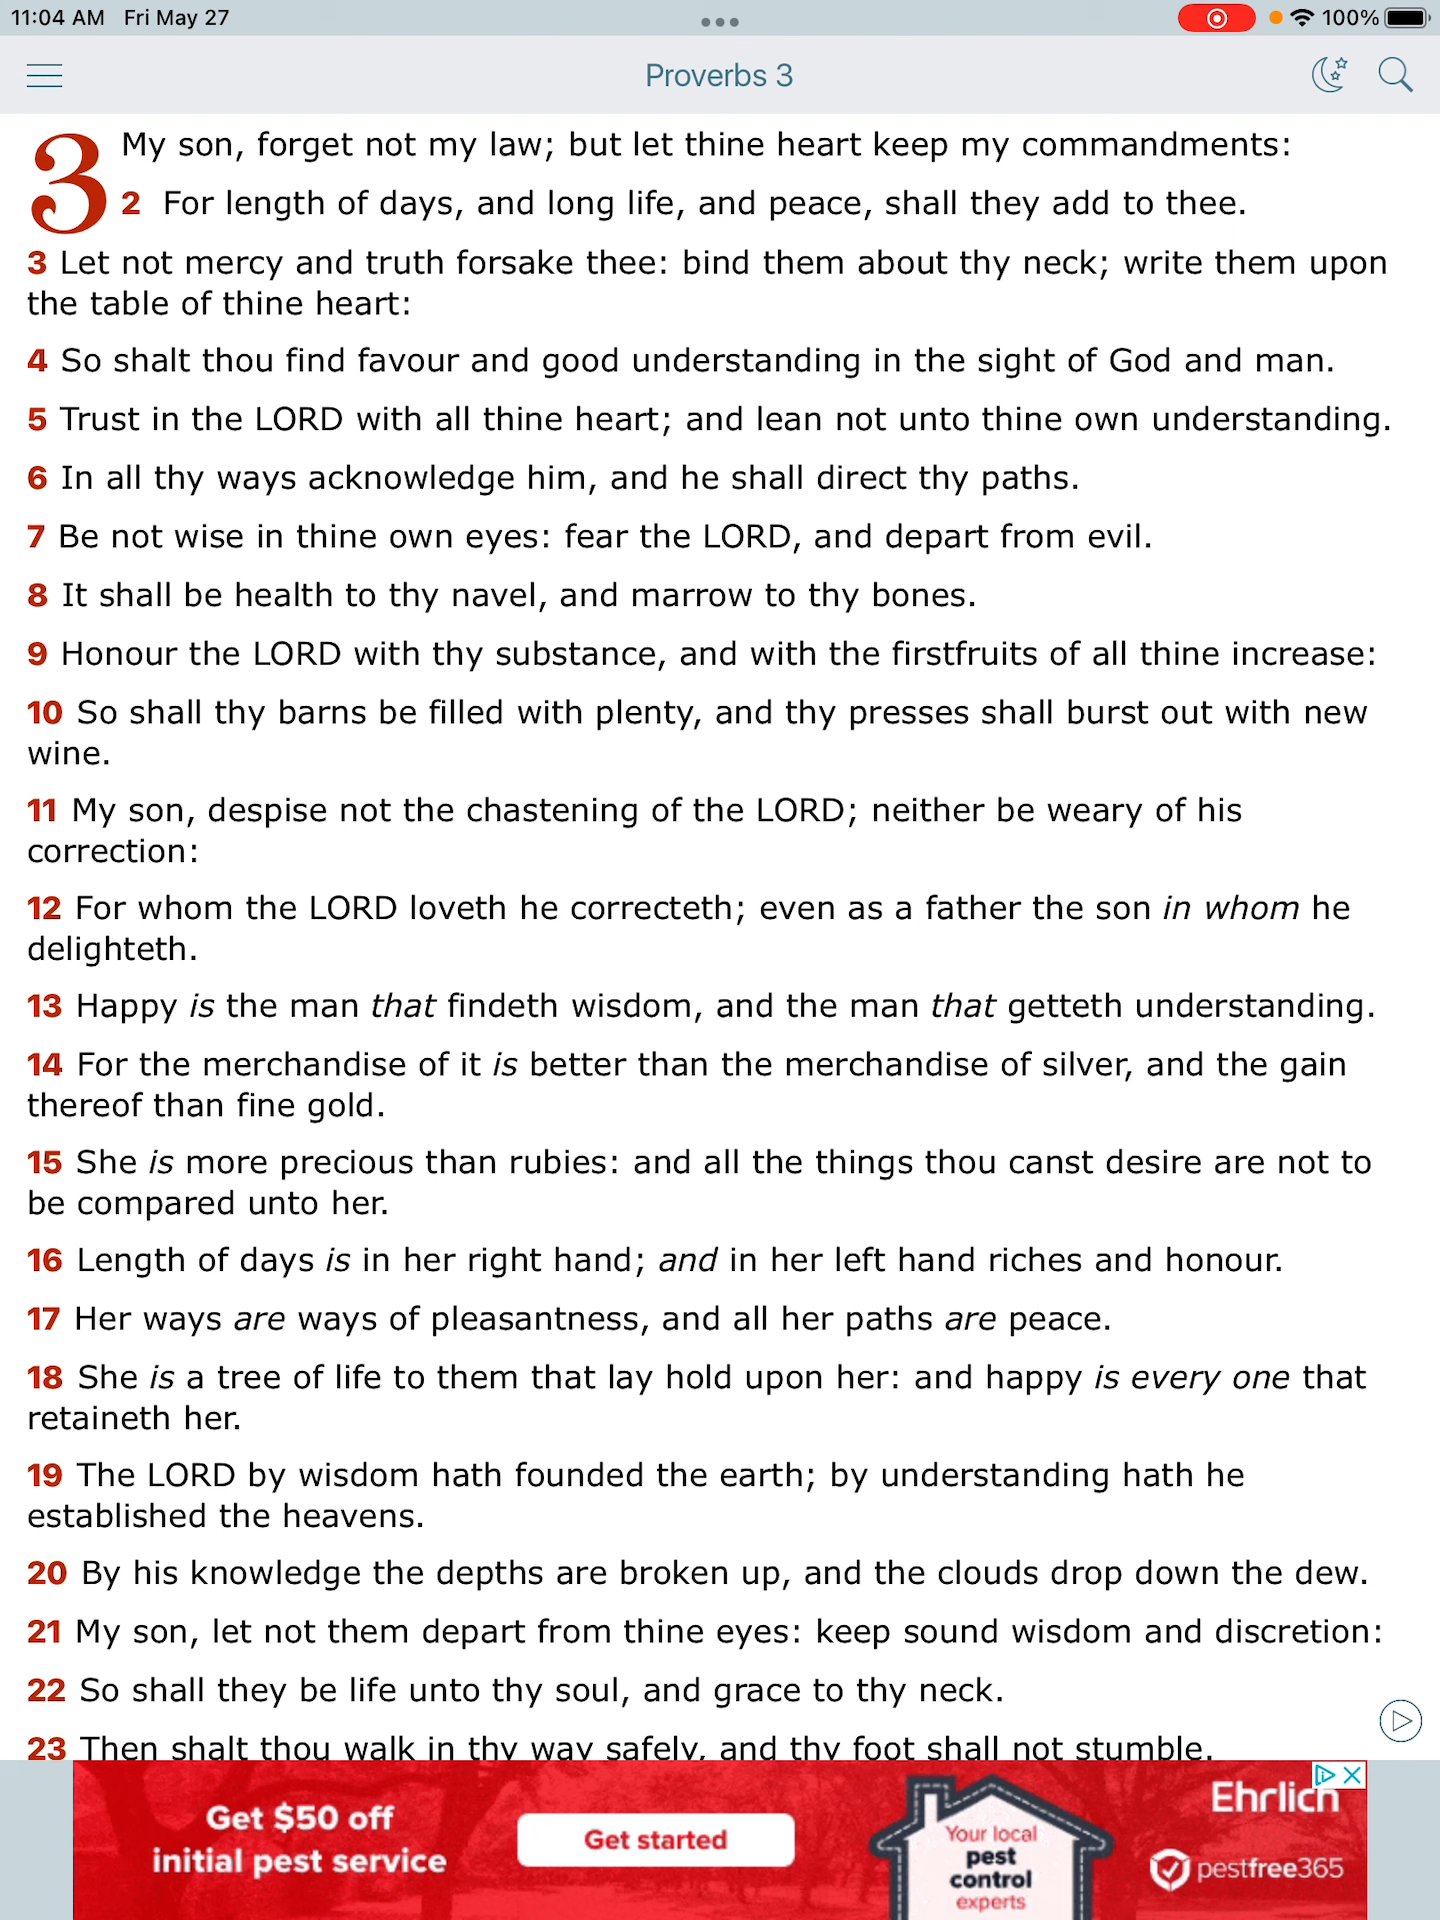 11:04 AM Fri May 27
100%
Proverbs 3
3 My son, forget not my law; but let thine heart keep my commandments:
2 For length of days, and long life, and peace, shall they add to thee.
3 Let not mercy and truth forsake thee: bind them about thy neck; write them upon
the table of thine heart:
4 So shalt thou find favour and good understanding in the sight of God and man.
5 Trust in the LORD with all thine heart; and lean not unto thine own understanding.
6 In all thy ways acknowledge him, and he shall direct thy paths.
7 Be not wise in thine own eyes: fear the LORD, and depart from evil.
8 It shall be health to thy navel, and marrow to thy bones.
9 Honour the LORD with thy substance, and with the firstfruits of all thine increase:
10 So shall thy barns be filled with plenty, and thy presses shall burst out with new
wine.
11 My son, despise not the chastening of the LORD; neither be weary of his
correction:
12 For whom the LORD loveth he correcteth; even as a father the son in whom he
delighteth.
13 Happy is the man that findeth wisdom, and the man that getteth understanding.
14 For the merchandise of it is better than the merchandise of silver, and the gain
thereof than fine gold.
15 She is more precious than rubies: and all the things thou canst desire are not to
be compared unto her.
16 Length of days is in her right hand; and in her left hand riches and honour.
17 Her ways are ways of pleasantness, and all her paths are peace.
18 She is a tree of life to them that lay hold upon her: and happy is every one that
retaineth her.
19 The LORD by wisdom hath founded the earth; by understanding hath he
established the heavens.
20 By his knowledge the depths are broken up, and the clouds drop down the dew.
21 My son, let not them depart from thine eyes: keep sound wisdom and discretion:
22 So shall they be life unto thy soul, and grace to thy neck.
23 Then shalt thou walk in thy way safely, and thy foot shall not stumble.
Get $50 off
initial pest service
Get started
Your local
pest
control
experts
Ehrlich
pestfree365